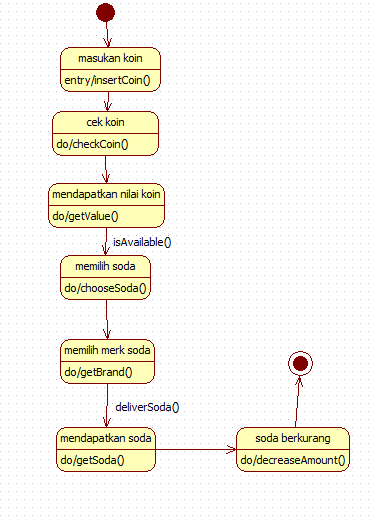 masukan koin
entry/insertCoin()
cek koin
do/checkCoin()
mendapatkan nilai koin
do/getValue()
isAvailable()
memilih soda
do/chooseSoda()
memilih merk soda
do/getBrand()
deliverSoda()
mendapatkan soda
do/getSoda()
soda berkurang
do/decreaseAmount()